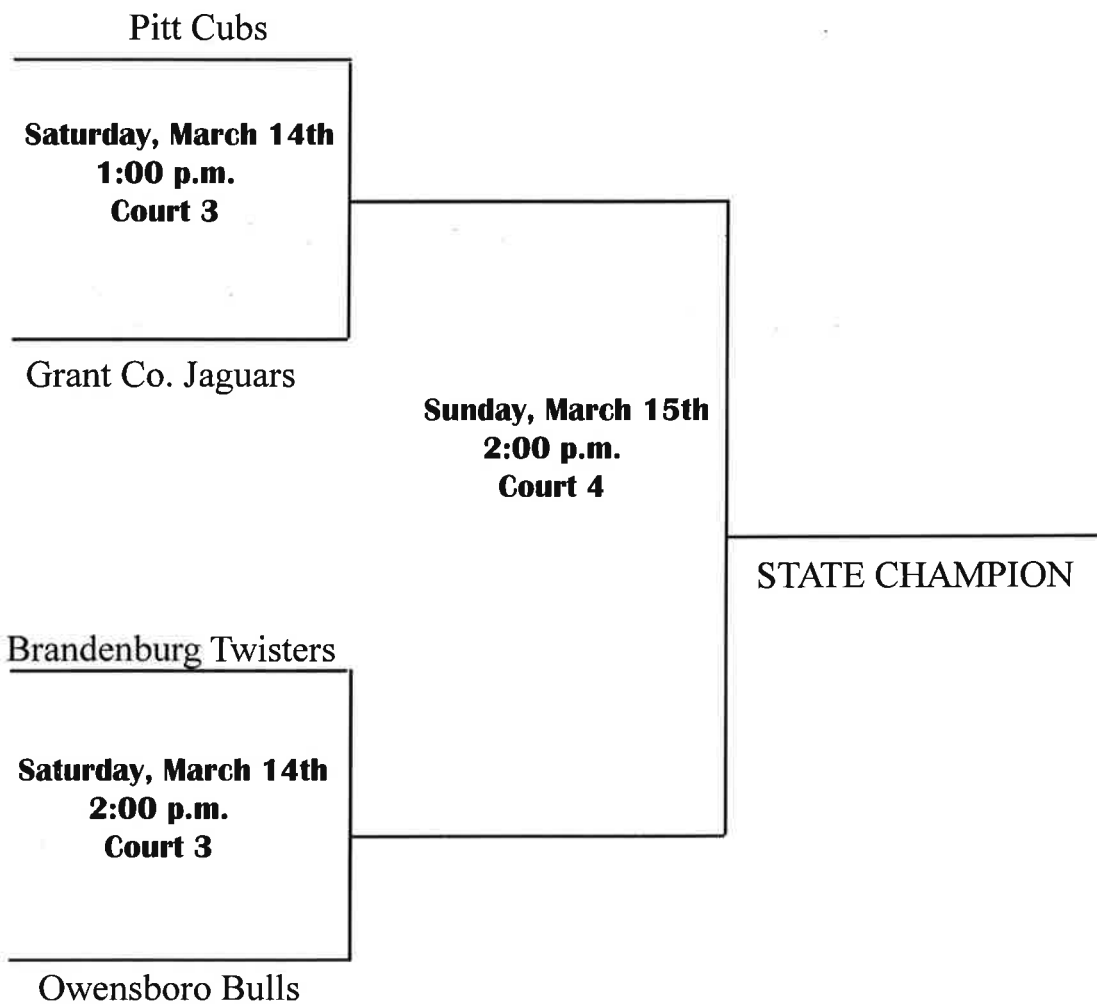 Pitt Cubs
Saturday, March 14th
1:00 p.m.
Court 3
Grant Co. Jaguars
Sunday, March 15th
2:00 p.m.
Court 4
STATE CHAMPION
Brandenburg Twisters
Saturday, March 14th
2:00 p.m.
Court 3
Owensboro Bulls